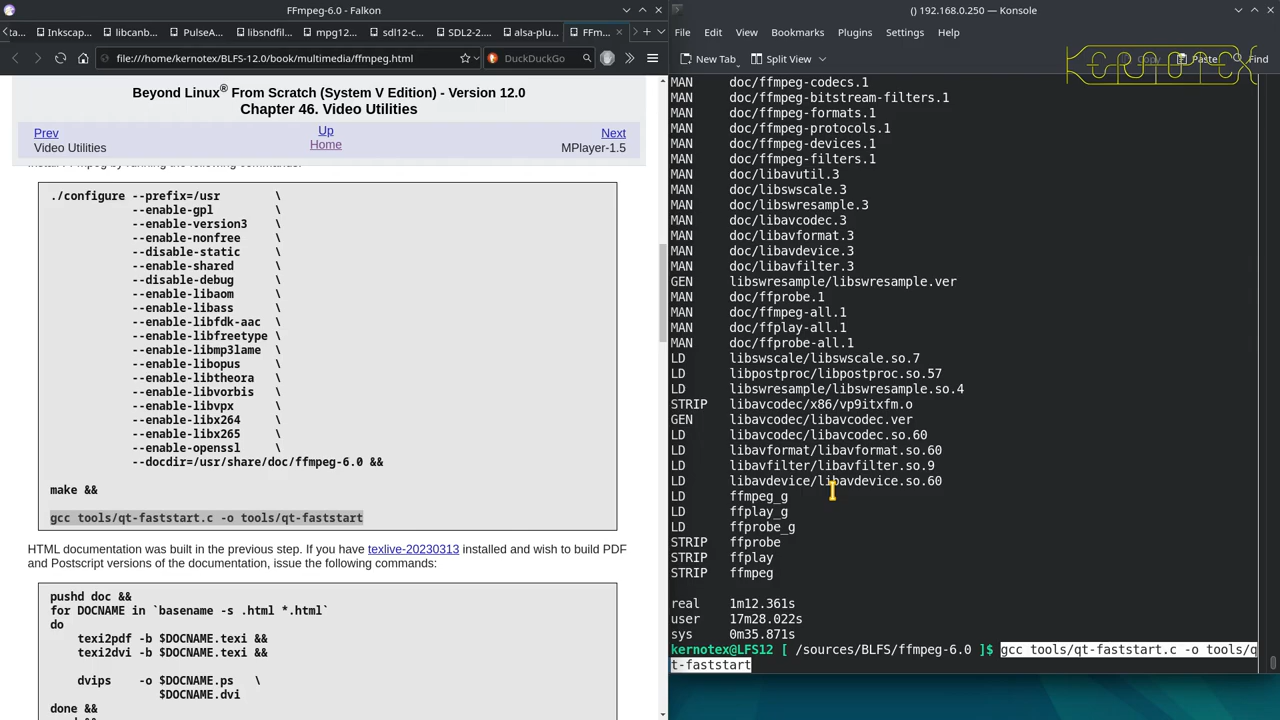 FFmpeg-6.0 - Falkon
ta...
Inkscap...
libcanb...
PulseA...
libsndfil...
mpg12...
sdl12-c...
SDL2-2...
alsa-plu...
FFm...
file:///home/kernotex/BLFS-12.0/book/multimedia/ffmpeg.html
DuckDuckGo
Beyond Linux® From Scratch (System V Edition) - Version 12.0
Chapter 46. Video Utilities
Prev
Up
Next
Video Utilities
Home
MPlayer-1.5
Install FFmpeg by running the following commands:
./configure --prefix=/usr \
--enable-gpl \
--enable-version3 \
--enable-nonfree \
--disable-static \
--enable-shared \
--disable-debug \
--enable-libaom \
--enable-libass \
--enable-libfdk-aac \
--enable-libfreetype \
--enable-libmp3lame \
--enable-libopus \
--enable-libtheora \
--enable-libvorbis \
--enable-libvpx \
--enable-libx264 \
--enable-libx265 \
--enable-openssl \
--docdir=/usr/share/doc/ffmpeg-6.0 &&
make &&
gcc tools/qt-faststart.c -o tools/qt-faststart
HTML documentation was built in the previous step. If you have texlive-20230313 installed and wish to build PDF
and Postscript versions of the documentation, issue the following commands:
pushd doc &&
for DOCNAME in `basename -s .html *.html`
do
texi2pdf -b $DOCNAME.texi &&
texi2dvi -b $DOCNAME.texi &&
dvips -o $DOCNAME.ps \
$DOCNAME.dvi
done &&
() 192.168.0.250 — Konsole
File Edit View Bookmarks Plugins Settings Help
New Tab
Split View
Copy
Paste
Find
KERNOTEX
MAN doc/ffmpeg-codecs.1
MAN doc/ffmpeg-bitstream-filters.1
MAN doc/ffmpeg-formats.1
MAN doc/ffmpeg-protocols.1
MAN doc/ffmpeg-devices.1
MAN doc/ffmpeg-filters.1
MAN doc/libavutil.3
MAN doc/libswscale.3
MAN doc/libswresample.3
MAN doc/libavcodec.3
MAN doc/libavformat.3
MAN doc/libavdevice.3
MAN doc/libavfilter.3
GEN libswresample/libswresample.ver
MAN doc/ffprobe.1
MAN doc/ffmpeg-all.1
MAN doc/ffplay-all.1
MAN doc/ffprobe-all.1
LD libswscale/libswscale.so.7
LD libpostproc/libpostproc.so.57
LD libswresample/libswresample.so.4
STRIP libavcodec/x86/vp9itxfm.o
GEN libavcodec/libavcodec.ver
LD libavcodec/libavcodec.so.60
LD libavformat/libavformat.so.60
LD libavfilter/libavfilter.so.9
LD libavdevice/libavdevice.so.60
LD ffmpeg_g
LD ffplay_g
LD ffprobe_g
STRIP ffprobe
STRIP ffplay
STRIP ffmpeg
real 1m12.361s
user 17m28.022s
sys 0m35.871s
kernotex@LFS12 [ /sources/BLFS/ffmpeg-6.0 ]$ gcc tools/qt-faststart.c -o tools/q
t-faststart